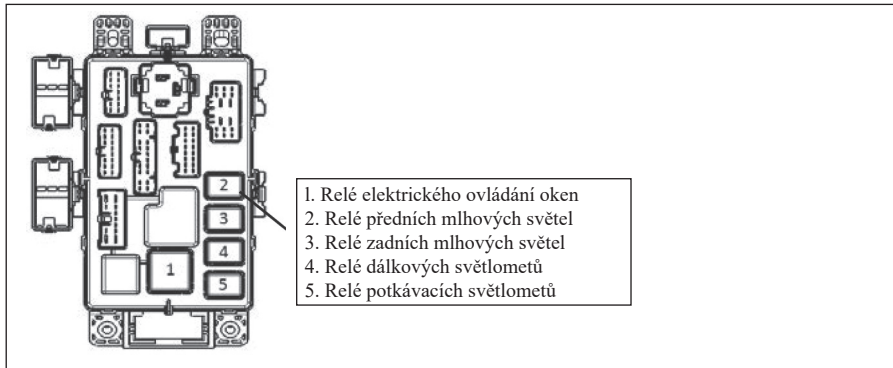 2
3
4
1
5
l. Relé elektrického ovládání oken
2. Relé předních mlhových světel
3. Relé zadních mlhových světel
4. Relé dálkových světlometů
5. Relé potkávacích světlometů